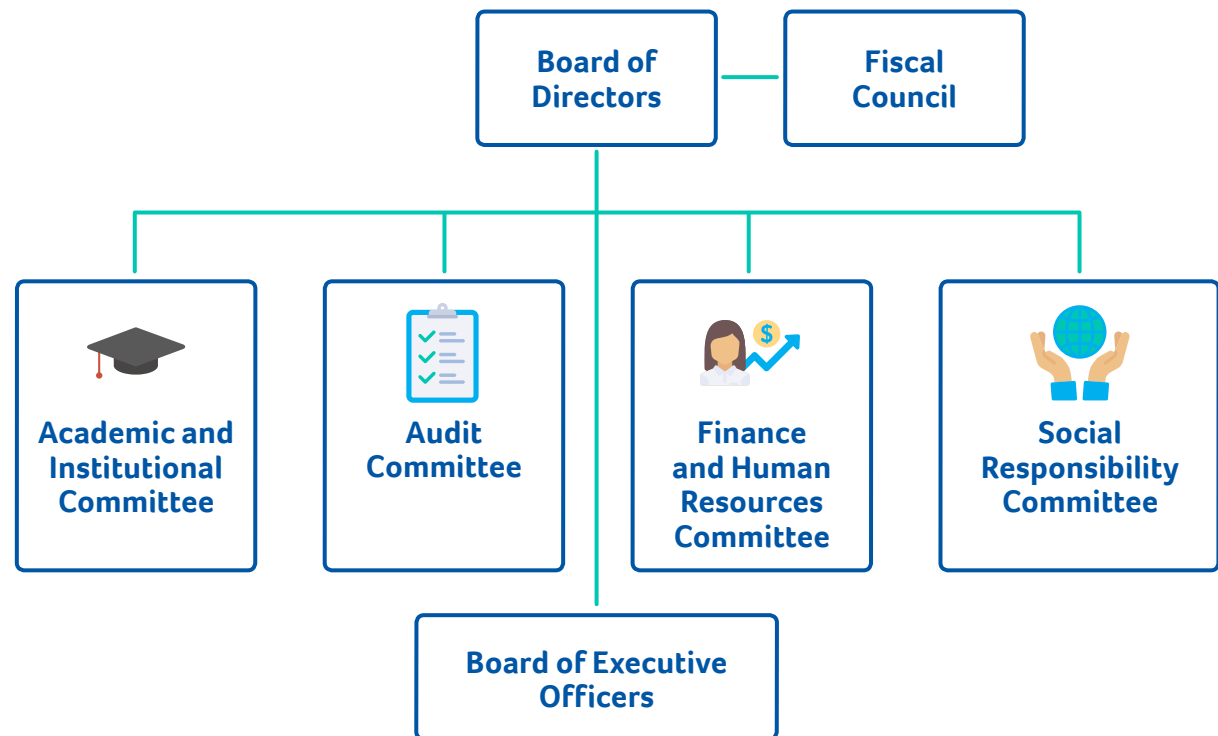 Board of
Directors
Fiscal
Council
Academic and
Institutional
Committee
Audit
Committee
Finance
and Human
Resources
Committee
Social
Responsibility
Committee
Board of Executive
Officers